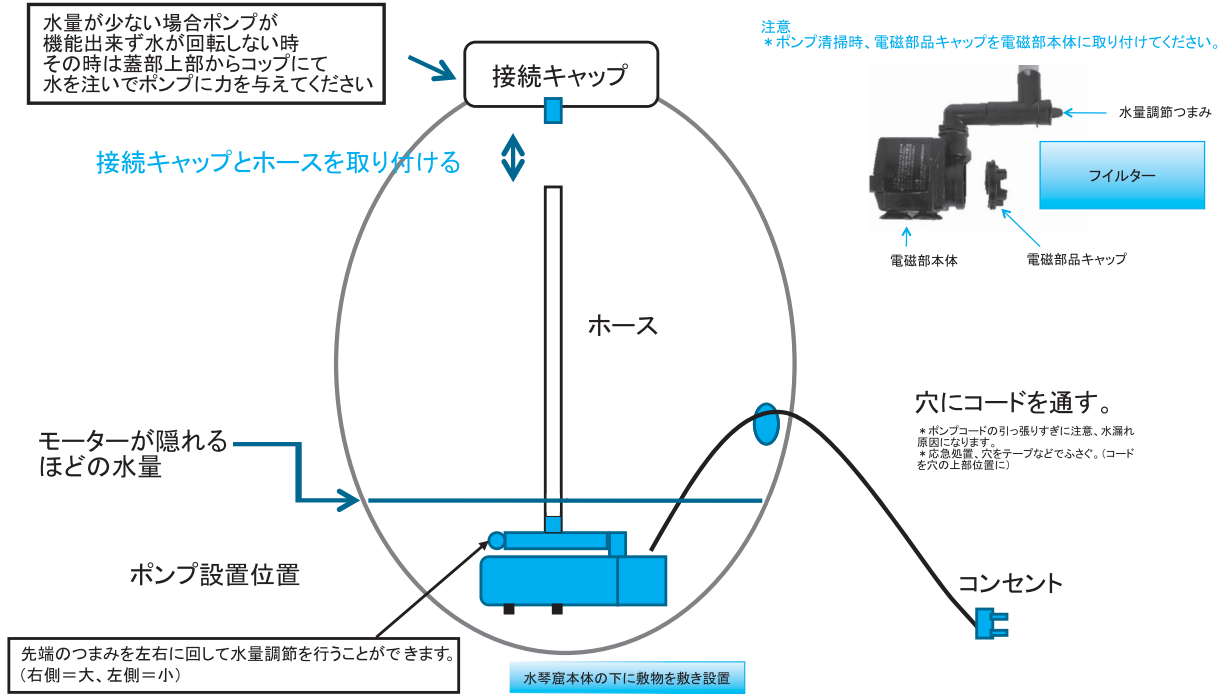 水量が少ない場合ポンプが
機能出来ず水が回転しない時
その時は蓋部上部からコップにて
水を注いでポンプに力を与えてください
接続キャップ
注意
＊ポンプ清掃時、電磁部品キャップを電磁部本体に取り付けてください。
水量調節つまみ
フイルター
電磁部本体
電磁部品キャップ
接続キャップとホースを取り付ける
ホース
穴にコードを通す。
＊ポンプコードの引っ張りすぎに注意、水漏れ
原因になります。
＊応急処置、穴をテープなどでふさぐ。（コード
を穴の上部位置に）
モーターが隠れる
ほどの水量
ポンプ設置位置
コンセント
先端のつまみを左右に回して水量調節を行うことができます。
（右側＝大、左側＝小）
水琴窟本体の下に敷物を敷き設置